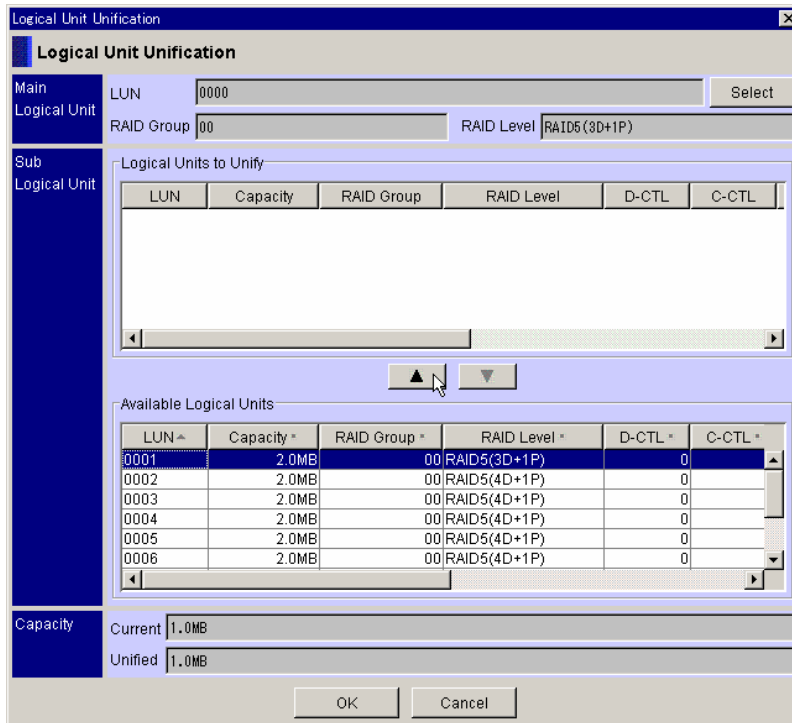 Logical Unit Unification
Logical Unit Unification
Main
Logical Unit
LUN 0000 Select
RAID Group 00 RAID Level RAID5(3D+1P)
Sub
Logical Unit
Logical Units to Unify
LUN Capacity RAID Group RAID Level D-CTL C-CTL
Available Logical Units
LUN Capacity RAID Group RAID Level D-CTL C-CTL
0001 2.0MB 00 RAID5(3D+1P) 0
0002 2.0MB 00 RAID5(4D+1P) 0
0003 2.0MB 00 RAID5(4D+1P) 0
0004 2.0MB 00 RAID5(4D+1P) 0
0005 2.0MB 00 RAID5(4D+1P) 0
0006 2.0MB 00 RAID5(4D+1P) 0
Capacity
Current 1.0MB
Unified 1.0MB
OK Cancel